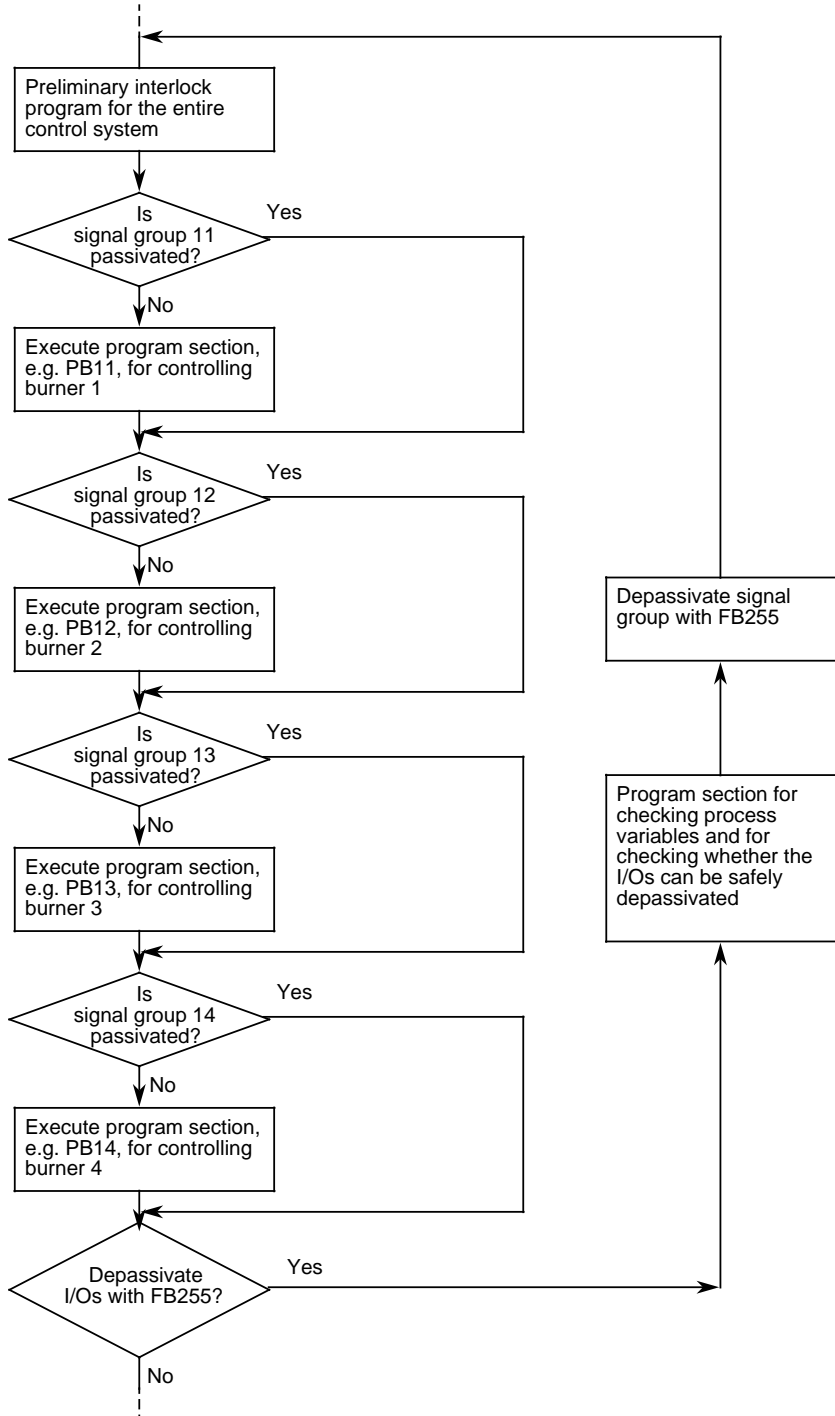 Preliminary interlock
program for the entire
control system
Is
signal group 11
passivated?
Yes
No
Execute program section,
e.g. PB11, for controlling
burner 1
Is
signal group 12
passivated?
Yes
No
Execute program section,
e.g. PB12, for controlling
burner 2
Is
signal group 13
passivated?
Yes
No
Execute program section,
e.g. PB13, for controlling
burner 3
Is
signal group 14
passivated?
Yes
No
Execute program section,
e.g. PB14, for controlling
burner 4
Depassivate
I/Os with FB255?
Yes
No
Program section for
checking process
variables and for
checking whether the
I/Os can be safely
depassivated
Depassivate signal
group with FB255